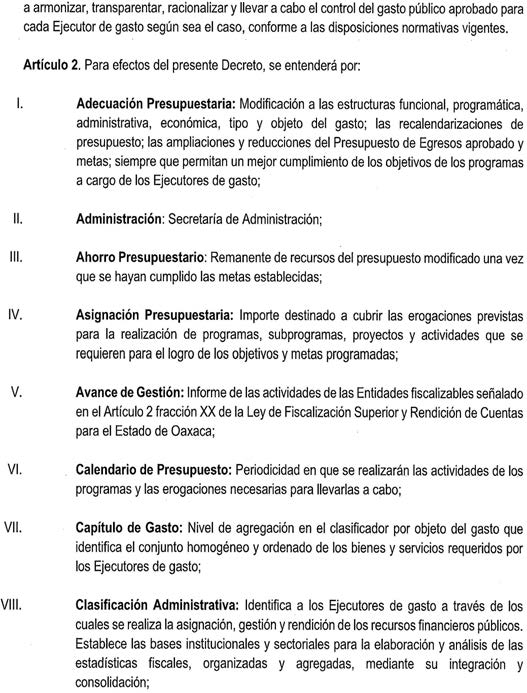 a armonizar, transparentar, racionalizar y llevar a cabo el control del gasto público aprobado para
cada Ejecutor de gasto según sea el caso, conforme a las disposiciones normativas vigentes.
Artículo 2. Para efectos del presente Decreto, se entenderá por:
I. Adecuación Presupuestaria: Modificación a las estructuras funcional, programática,
administrativa, económica, tipo y objeto del gasto; las recalendarizaciones de
presupuesto; las ampliaciones y reducciones del Presupuesto de Egresos aprobado y
metas; siempre que permitan un mejor cumplimiento de los objetivos de los programas
a cargo de los Ejecutores de gasto;
II. Administración: Secretaría de Administración;
III. Ahorro Presupuestario: Remanente de recursos del presupuesto modificado una vez
que se hayan cumplido las metas establecidas;
IV. Asignación Presupuestaria: Importe destinado a cubrir las erogaciones previstas
para la realización de programas, subprogramas, proyectos y actividades que se
requieren para el logro de los objetivos y metas programadas;
V. Avance de Gestión: Informe de las actividades de las Entidades fiscalizables señalado
en el Artículo 2 fracción XX de la Ley de Fiscalización Superior y Rendición de Cuentas
para el Estado de Oaxaca;
VI. Calendario de Presupuesto: Periodicidad en que se realizarán las actividades de los
programas y las erogaciones necesarias para llevarlas a cabo;
VII. Capítulo de Gasto: Nivel de agregación en el clasificador por objeto del gasto que
identifica el conjunto homogéneo y ordenado de los bienes y servicios requeridos por
los Ejecutores de gasto;
VIII. Clasificación Administrativa: Identifica a los Ejecutores de gasto a través de los
cuales se realiza la asignación, gestión y rendición de los recursos financieros públicos.
Establece las bases institucionales y sectoriales para la elaboración y análisis de las
estadísticas fiscales, organizadas y agregadas, mediante su integración y
consolidación;